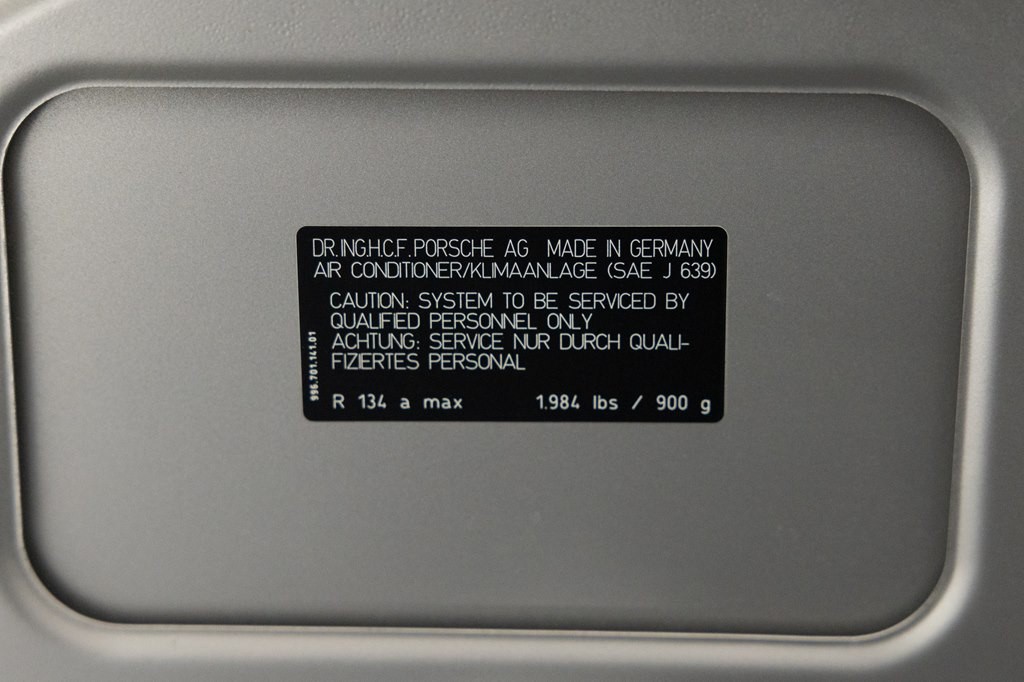 DR.ING.H.C.F.PORSCHE AG MADE IN GERMANY
AIR CONDITIONER/KLIMAANLAGE (SAE J 639)
CAUTION: SYSTEM TO BE SERVICED BY
QUALIFIED PERSONNEL ONLY
ACHTUNG: SERVICE NUR DURCH QUALI-
FIZIERTES PERSONAL
996.701.141.01
R 134 a max 1.984 lbs / 900 g